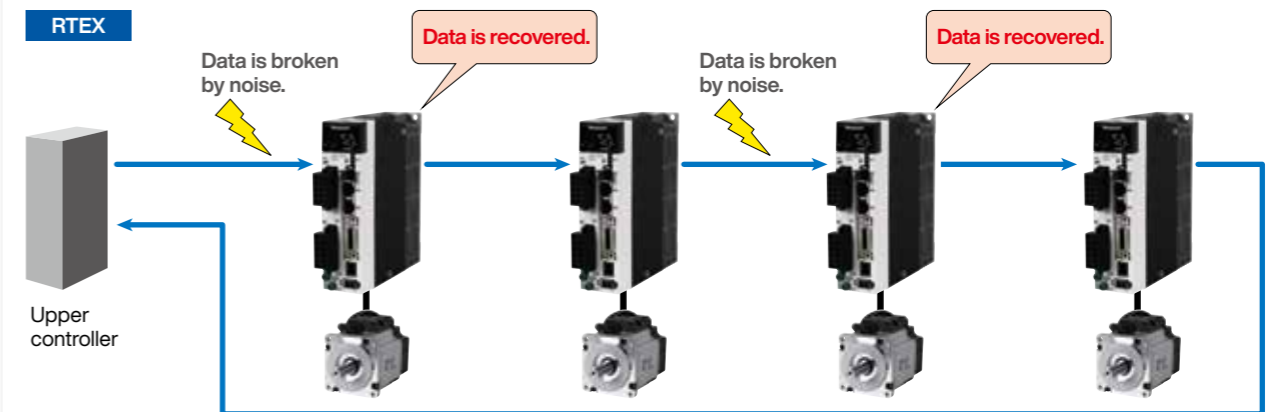 RTEX
Data is broken
by noise.
Data is recovered.
Data is broken
by noise.
Data is recovered.
Upper
controller